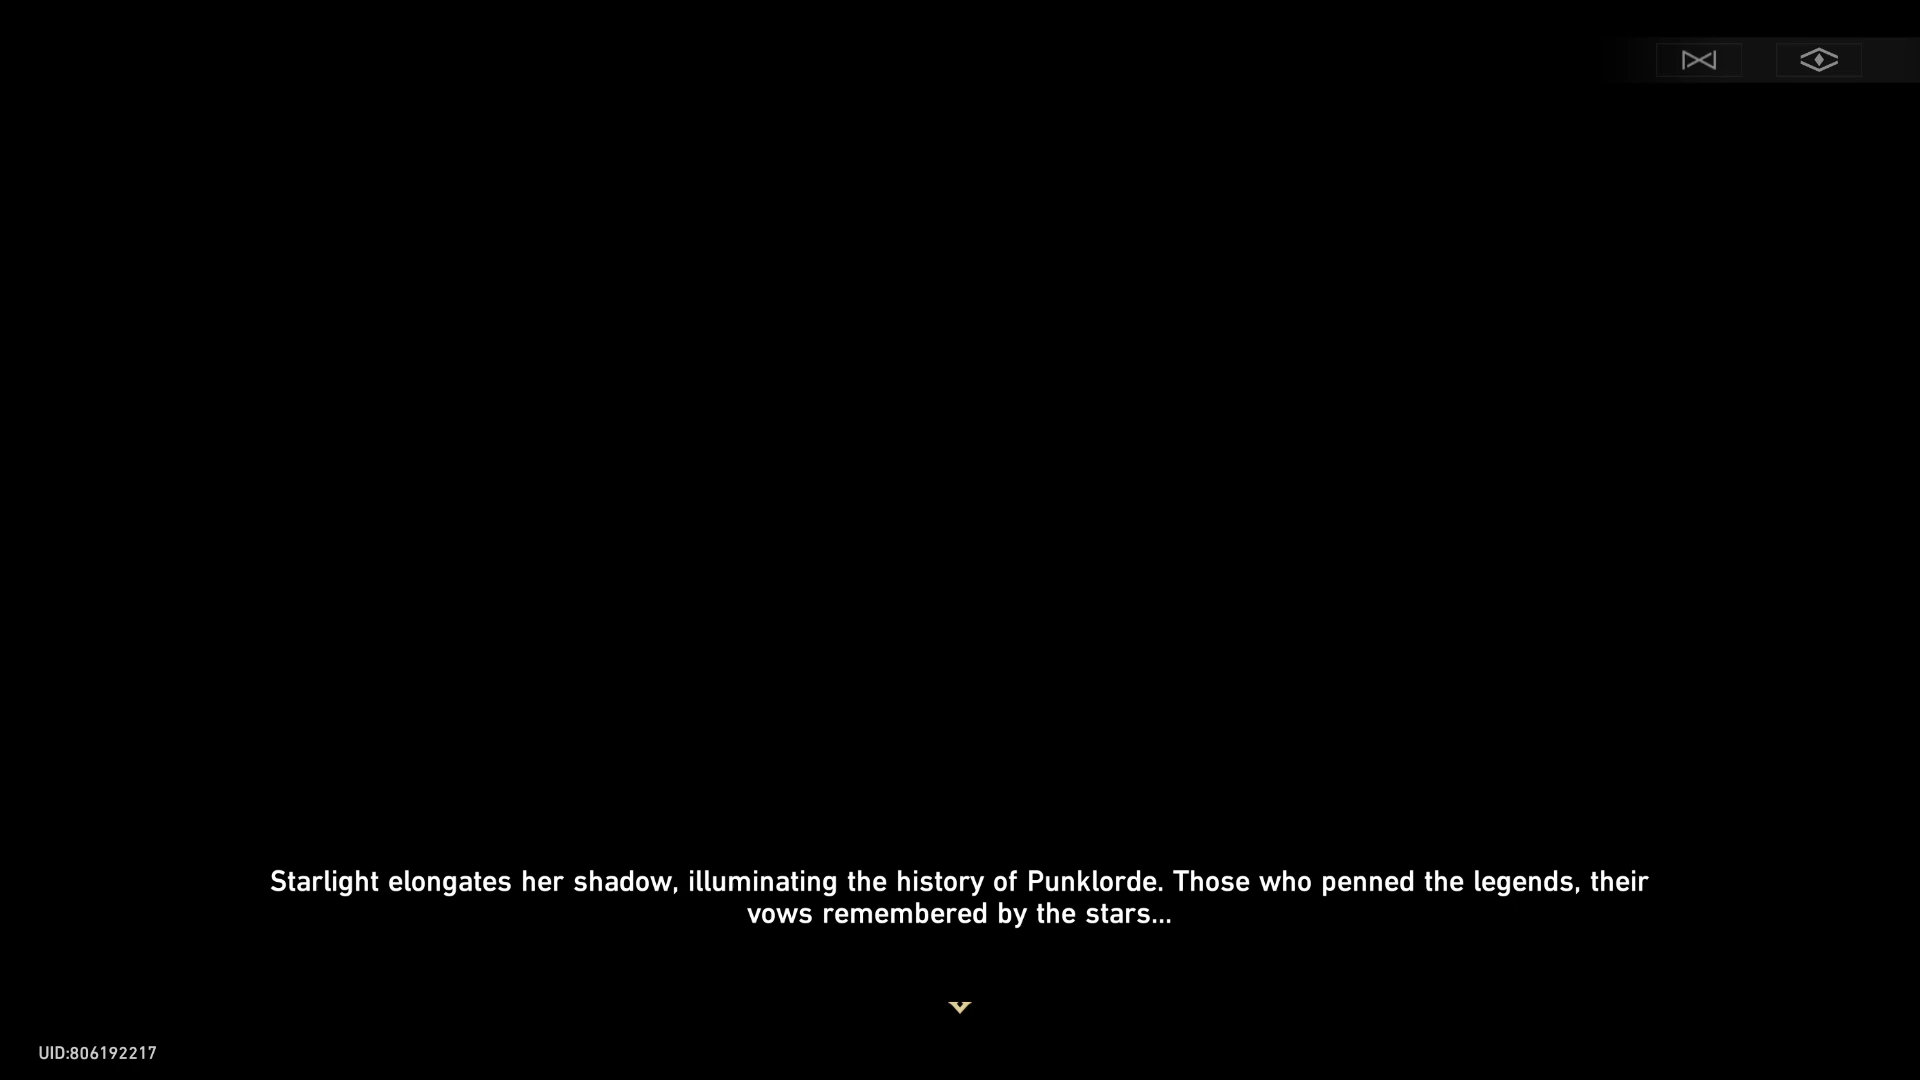 Starlight elongates her shadow, illuminating the history of Punklorde. Those who penned the legends, their
vows remembered by the stars...
UID:806192217